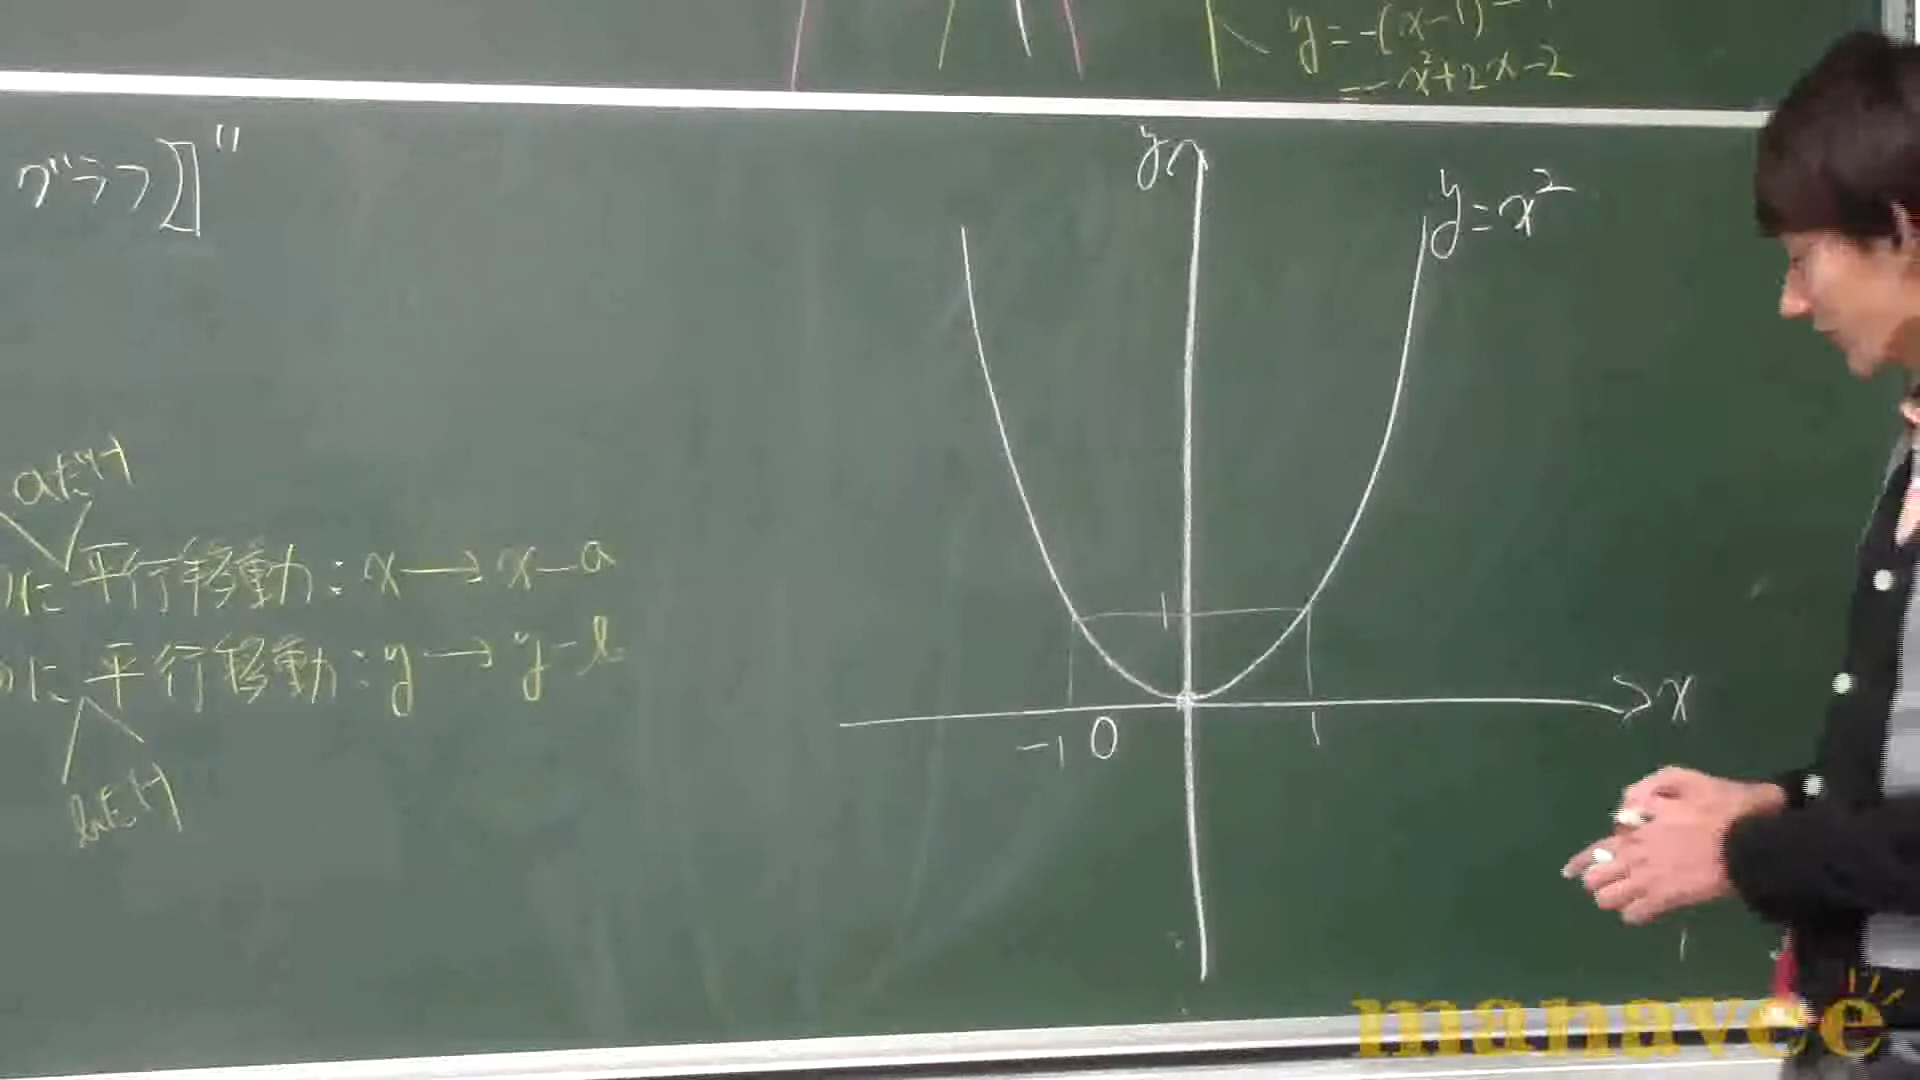 y=-(x-1)
=-x²+2x-2
グラフ】"
y
y=x²
aだけ
に平行移動:x→x-a
に平行移動:y→y-b
bだけ
1
-1 0 1 x
manavee